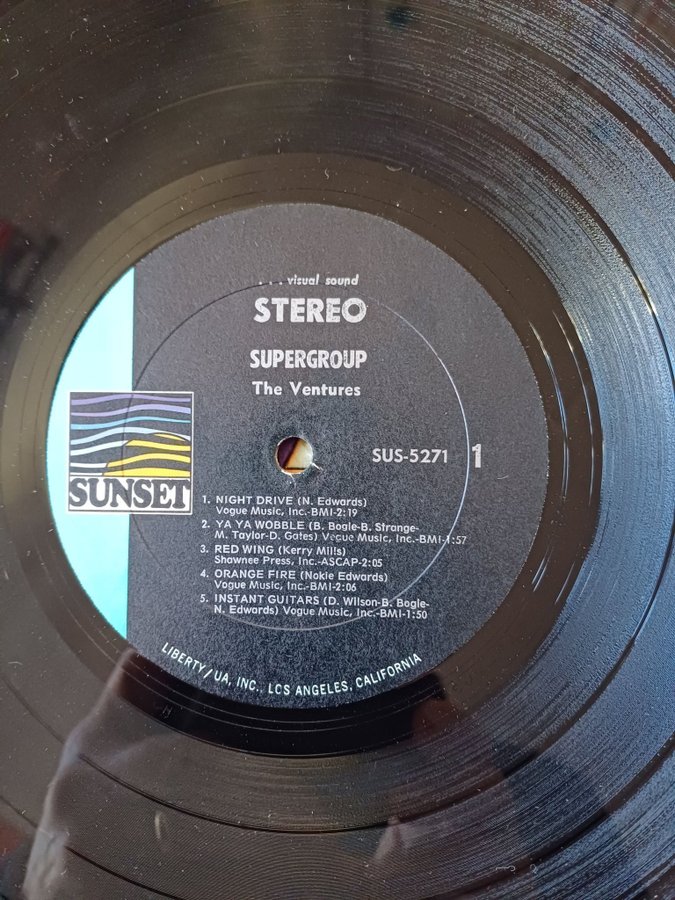 ...visual sound
STEREO
SUPERGROUP
The Ventures
SUS-5271 1
SUNSET
1. NIGHT DRIVE (N. Edwards)
Vogue Music, Inc.-BMI-2:19
2. YA YA WOBBLE (B. Bogle-B. Strange-
M. Taylor-D. Gates) Vogue Music, Inc.-BMI-1:57
3. RED WING (Kerry Mills)
Shawnee Press, Inc.-ASCAP-2:05
4. ORANGE FIRE (Nokie Edwards)
Vogue Music, Inc.-BMI-2:06
5. INSTANT GUITARS (D. Wilson-B. Bogle-
N. Edwards) Vogue Music, Inc.-BMI-1:50
LIBERTY/UA, INC., LOS ANGELES, CALIFORNIA